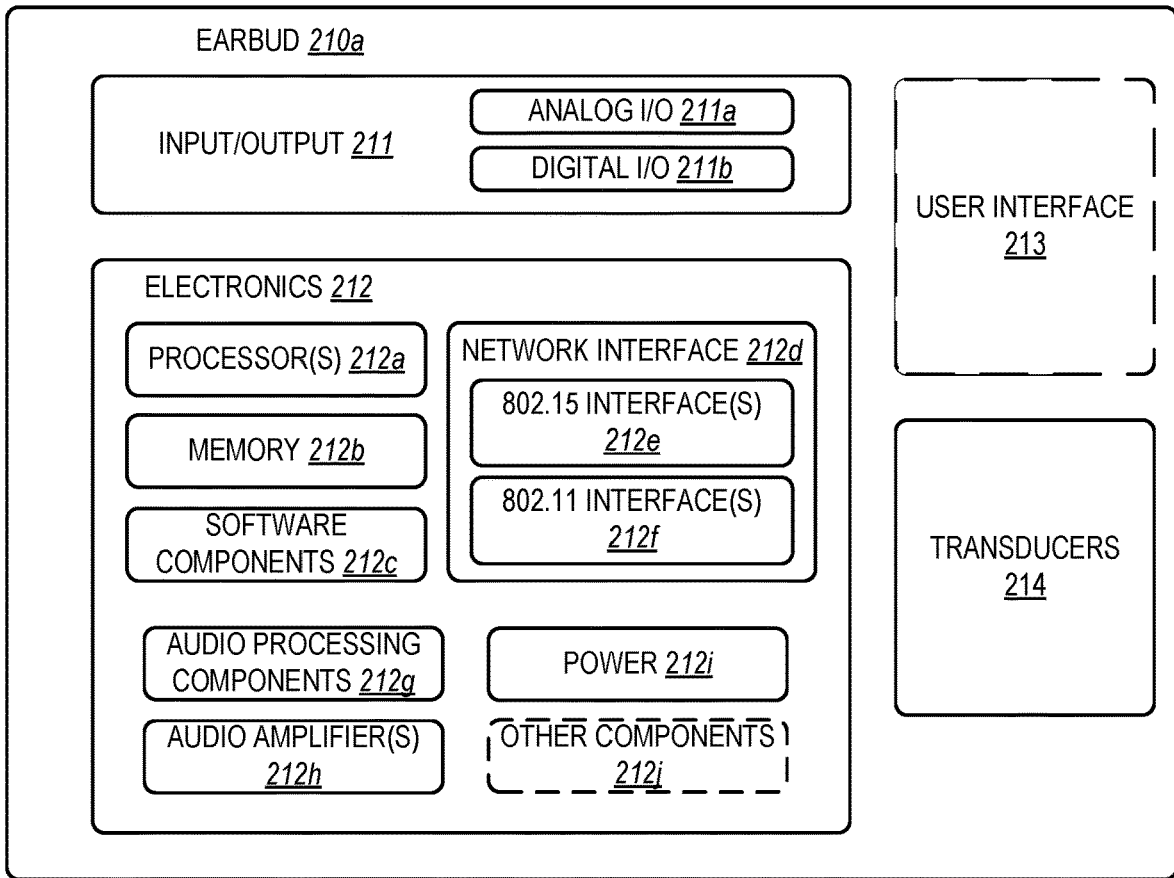 EARBUD 210a
INPUT/OUTPUT 211
ANALOG I/O 211a
DIGITAL I/O 211b
USER INTERFACE
213
ELECTRONICS 212
PROCESSOR(S) 212a
MEMORY 212b
SOFTWARE
COMPONENTS 212c
NETWORK INTERFACE 212d
802.15 INTERFACE(S)
212e
802.11 INTERFACE(S)
212f
AUDIO PROCESSING
COMPONENTS 212g
AUDIO AMPLIFIER(S)
212h
POWER 212i
OTHER COMPONENTS
212j
TRANSDUCERS
214